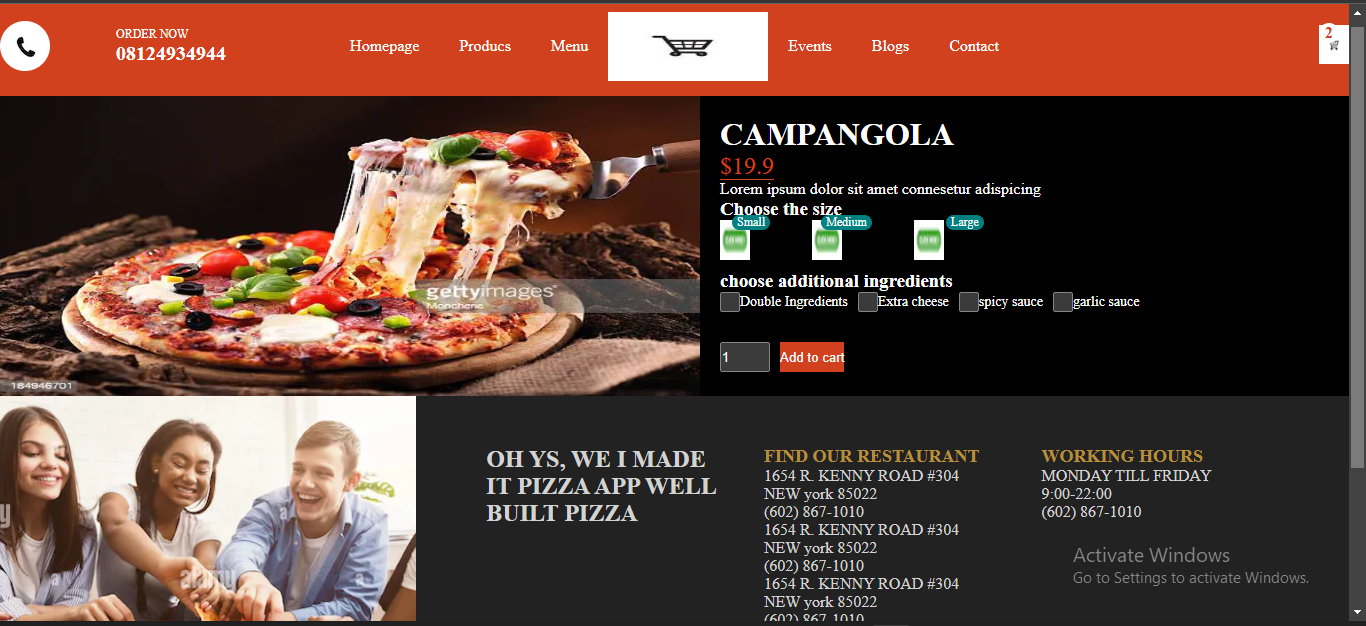 ORDER NOW
08124934944
Homepage
Producs
Menu
Events
Blogs
Contact
2
CAMPANGOLA
$19.9
Lorem ipsum dolor sit amet connesetur adispicing
Choose the size
Small
Medium
Large
choose additional ingredients
Double Ingredients
Extra cheese
spicy sauce
garlic sauce
1
Add to cart
gettyimages
Moncherie
184946701
OH YS, WE I MADE
IT PIZZA APP WELL
BUILT PIZZA
FIND OUR RESTAURANT
1654 R. KENNY ROAD #304
NEW york 85022
(602) 867-1010
1654 R. KENNY ROAD #304
NEW york 85022
(602) 867-1010
1654 R. KENNY ROAD #304
NEW york 85022
(602) 867-1010
WORKING HOURS
MONDAY TILL FRIDAY
9:00-22:00
(602) 867-1010
alamy
a
a
Activate Windows
Go to Settings to activate Windows.